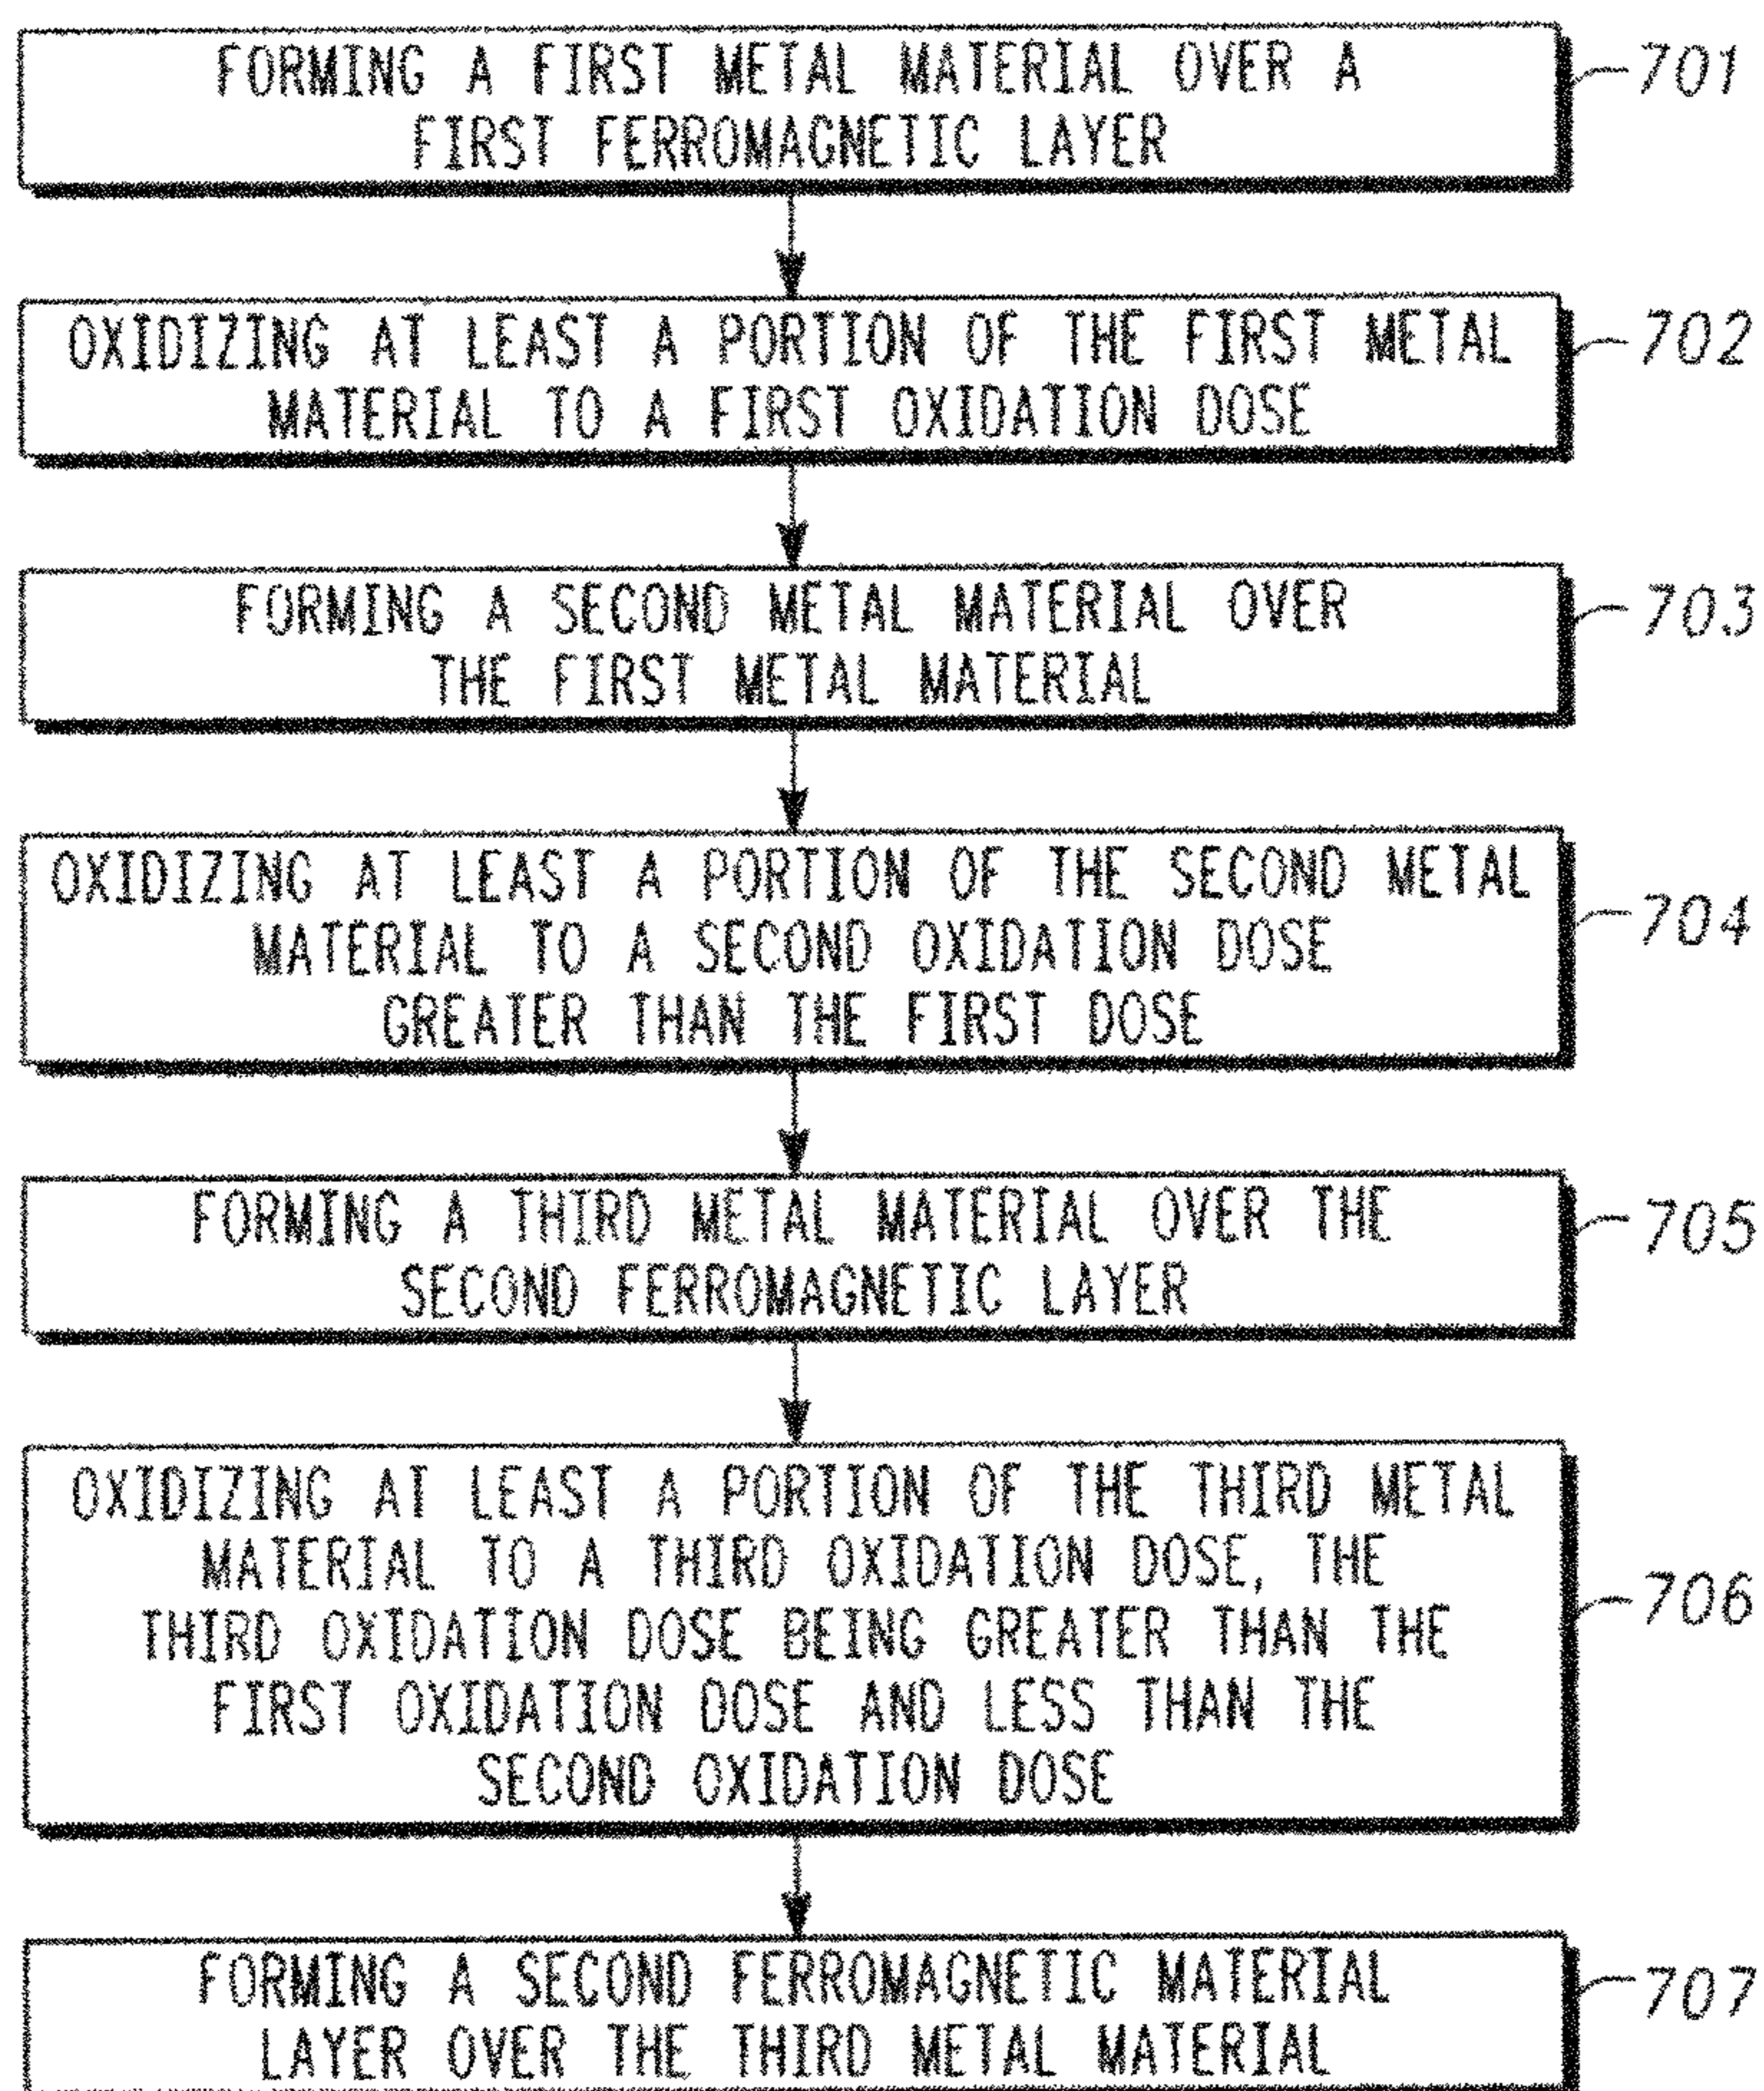 FORMING A FIRST METAL MATERIAL OVER A
FIRST FERROMAGNETIC LAYER
701
OXIDIZING AT LEAST A PORTION OF THE FIRST METAL
MATERIAL TO A FIRST OXIDATION DOSE
702
FORMING A SECOND METAL MATERIAL OVER
THE FIRST METAL MATERIAL
703
OXIDIZING AT LEAST A PORTION OF THE SECOND METAL
MATERIAL TO A SECOND OXIDATION DOSE
GREATER THAN THE FIRST DOSE
704
FORMING A THIRD METAL MATERIAL OVER THE
SECOND FERROMAGNETIC LAYER
705
OXIDIZING AT LEAST A PORTION OF THE THIRD METAL
MATERIAL TO A THIRD OXIDATION DOSE, THE
THIRD OXIDATION DOSE BEING GREATER THAN THE
FIRST OXIDATION DOSE AND LESS THAN THE
SECOND OXIDATION DOSE
706
FORMING A SECOND FERROMAGNETIC MATERIAL
LAYER OVER THE THIRD METAL MATERIAL
707